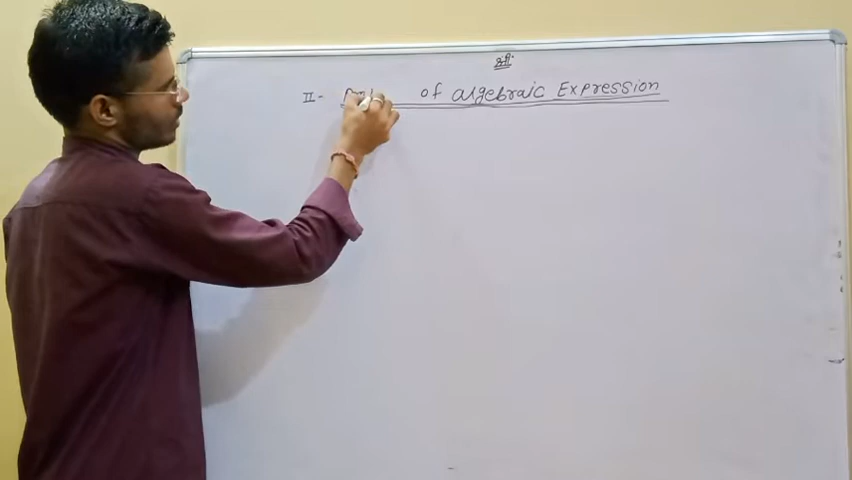 श्री
II- of algebraic Expression